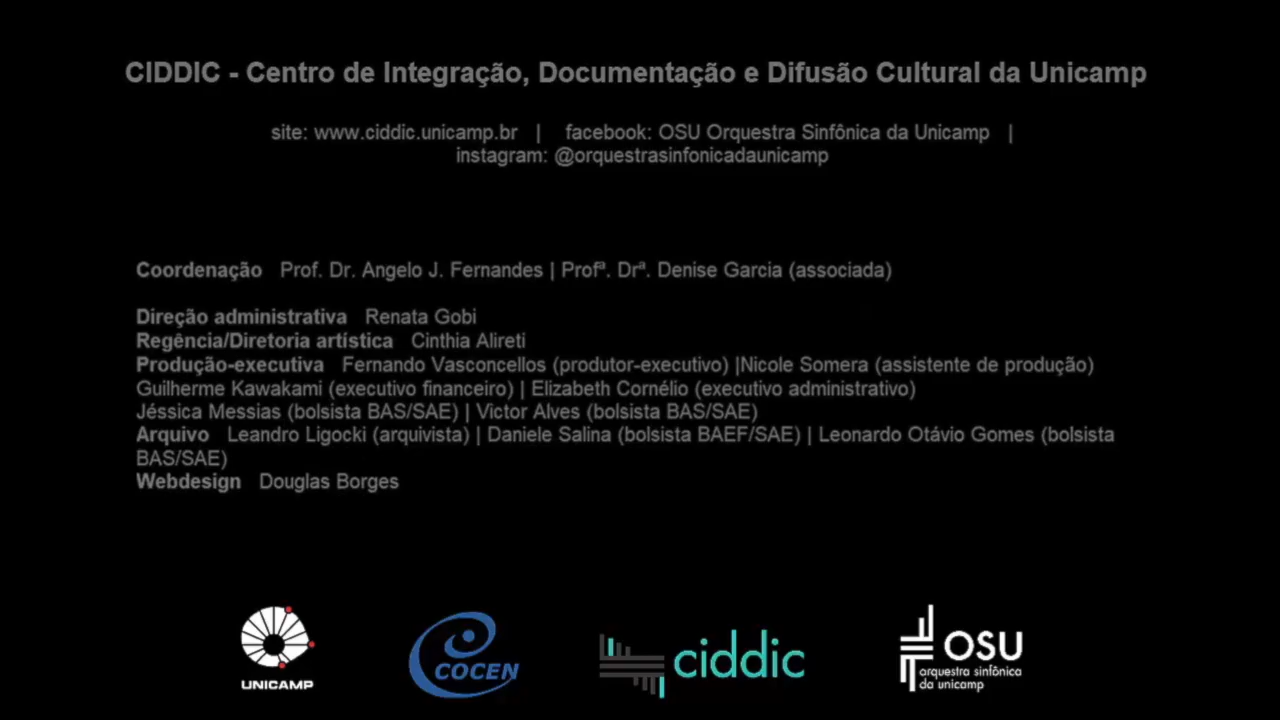 CIDDIC - Centro de Integração, Documentação e Difusão Cultural da Unicamp
site: www.ciddic.unicamp.br | facebook: OSU Orquestra Sinfônica da Unicamp |
instagram: @orquestrasinfonicadaunicamp
Coordenação Prof. Dr. Angelo J. Fernandes | Profª. Drª. Denise Garcia (associada)
Direção administrativa Renata Gobi
Regência/Diretoria artística Cinthia Alireti
Produção-executiva Fernando Vasconcellos (produtor-executivo) |Nicole Somera (assistente de produção)
Guilherme Kawakami (executivo financeiro) | Elizabeth Cornélio (executivo administrativo)
Jéssica Messias (bolsista BAS/SAE) | Victor Alves (bolsista BAS/SAE)
Arquivo Leandro Ligocki (arquivista) | Daniele Salina (bolsista BAEF/SAE) | Leonardo Otávio Gomes (bolsista
BAS/SAE)
Webdesign Douglas Borges
UNICAMP
COCEN
ciddic
OSU
orquestra sinfônica
da unicamp